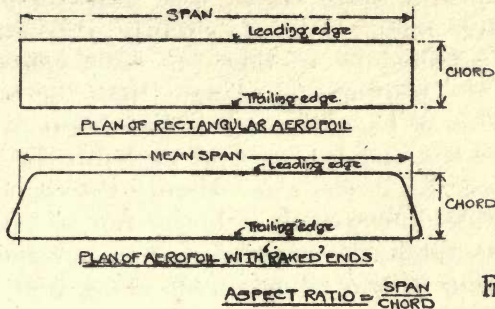 SPAN
Leading edge
CHORD
Trailing edge
PLAN OF RECTANGULAR AEROFOIL
MEAN SPAN
Leading edge
CHORD
Trailing edge
PLAN OF AEROFOIL WITH 'RAKED' ENDS
ASPECT RATIO = SPAN
CHORD